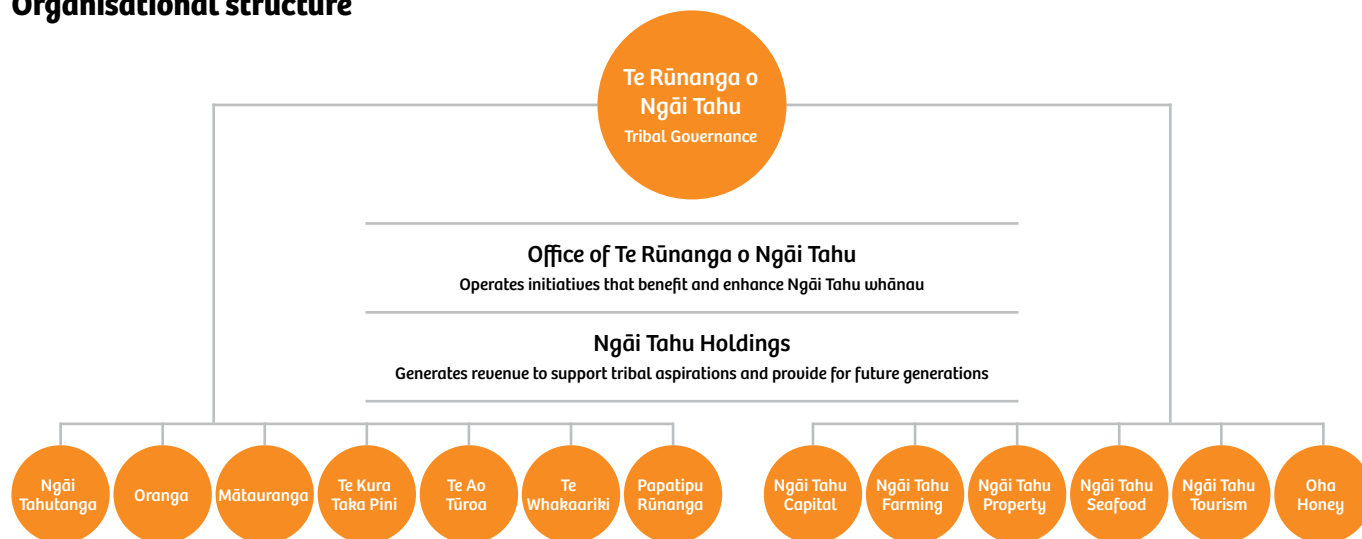 Organisational structure
Te Rūnanga o
Ngāi Tahu
Tribal Governance
Office of Te Rūnanga o Ngāi Tahu
Operates initiatives that benefit and enhance Ngāi Tahu whānau
Ngāi Tahu Holdings
Generates revenue to support tribal aspirations and provide for future generations
Ngāi
Tahutanga
Oranga
Mātauranga
Te Kura
Taka Pini
Te Ao
Tūroa
Te
Whakaariki
Papatipu
Rūnanga
Ngāi Tahu
Capital
Ngāi Tahu
Farming
Ngāi Tahu
Property
Ngāi Tahu
Seafood
Ngāi Tahu
Tourism
Oha
Honey